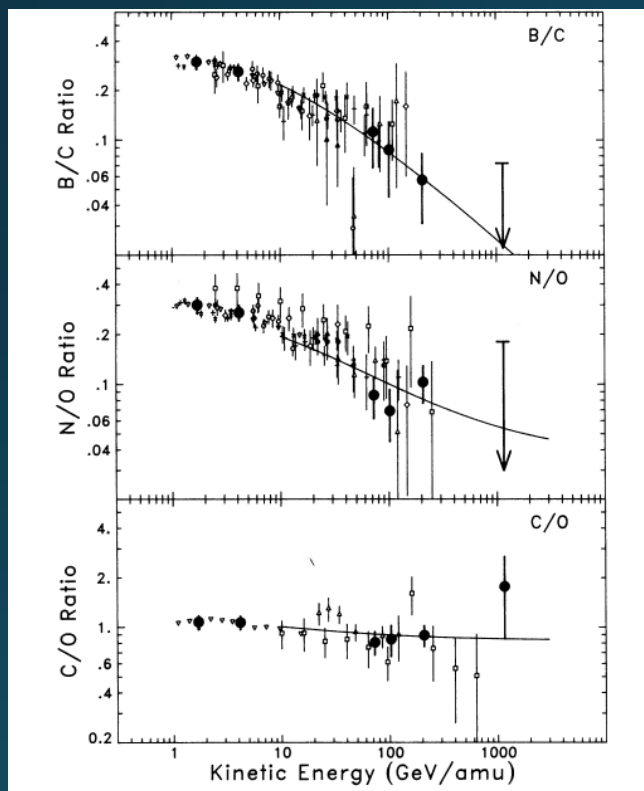 B/C
.4
.2
.1
.06
.04
B/C Ratio
N/O
.4
.2
.1
.06
.04
N/O Ratio
C/O
4.
2.
1.
.6
.4
0.2
C/O Ratio
1 10 100 1000
Kinetic Energy (GeV/amu)